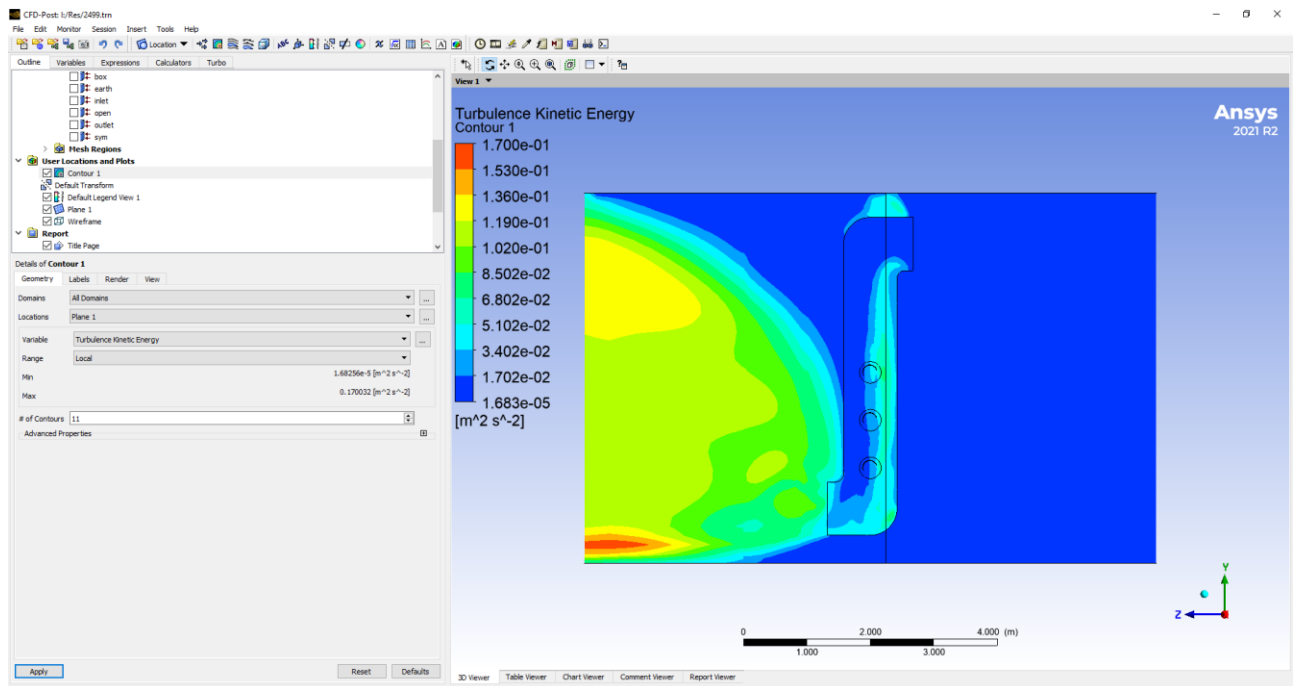 CFD-Post: I:/Res/2499.trn
File Edit Monitor Session Insert Tools Help
Location
Outline Variables Expressions Calculators Turbo
box
earth
inlet
open
outlet
sym
Mesh Regions
User Locations and Plots
Contour 1
Default Transform
Default Legend View 1
Plane 1
Wireframe
Report
Title Page
Details of Contour 1
Geometry Labels Render View
Domains All Domains ...
Locations Plane 1 ...
Variable Turbulence Kinetic Energy ...
Range Local
Min 1.68256e-5 [m^2 s^-2]
Max 0.170032 [m^2 s^-2]
# of Contours 11
Advanced Properties
Apply Reset Defaults
View 1
Turbulence Kinetic Energy
Contour 1
1.700e-01
1.530e-01
1.360e-01
1.190e-01
1.020e-01
8.502e-02
6.802e-02
5.102e-02
3.402e-02
1.702e-02
1.683e-05
[m^2 s^-2]
Ansys
2021 R2
Y
Z
0 2.000 4.000 (m)
1.000 3.000
3D Viewer Table Viewer Chart Viewer Comment Viewer Report Viewer